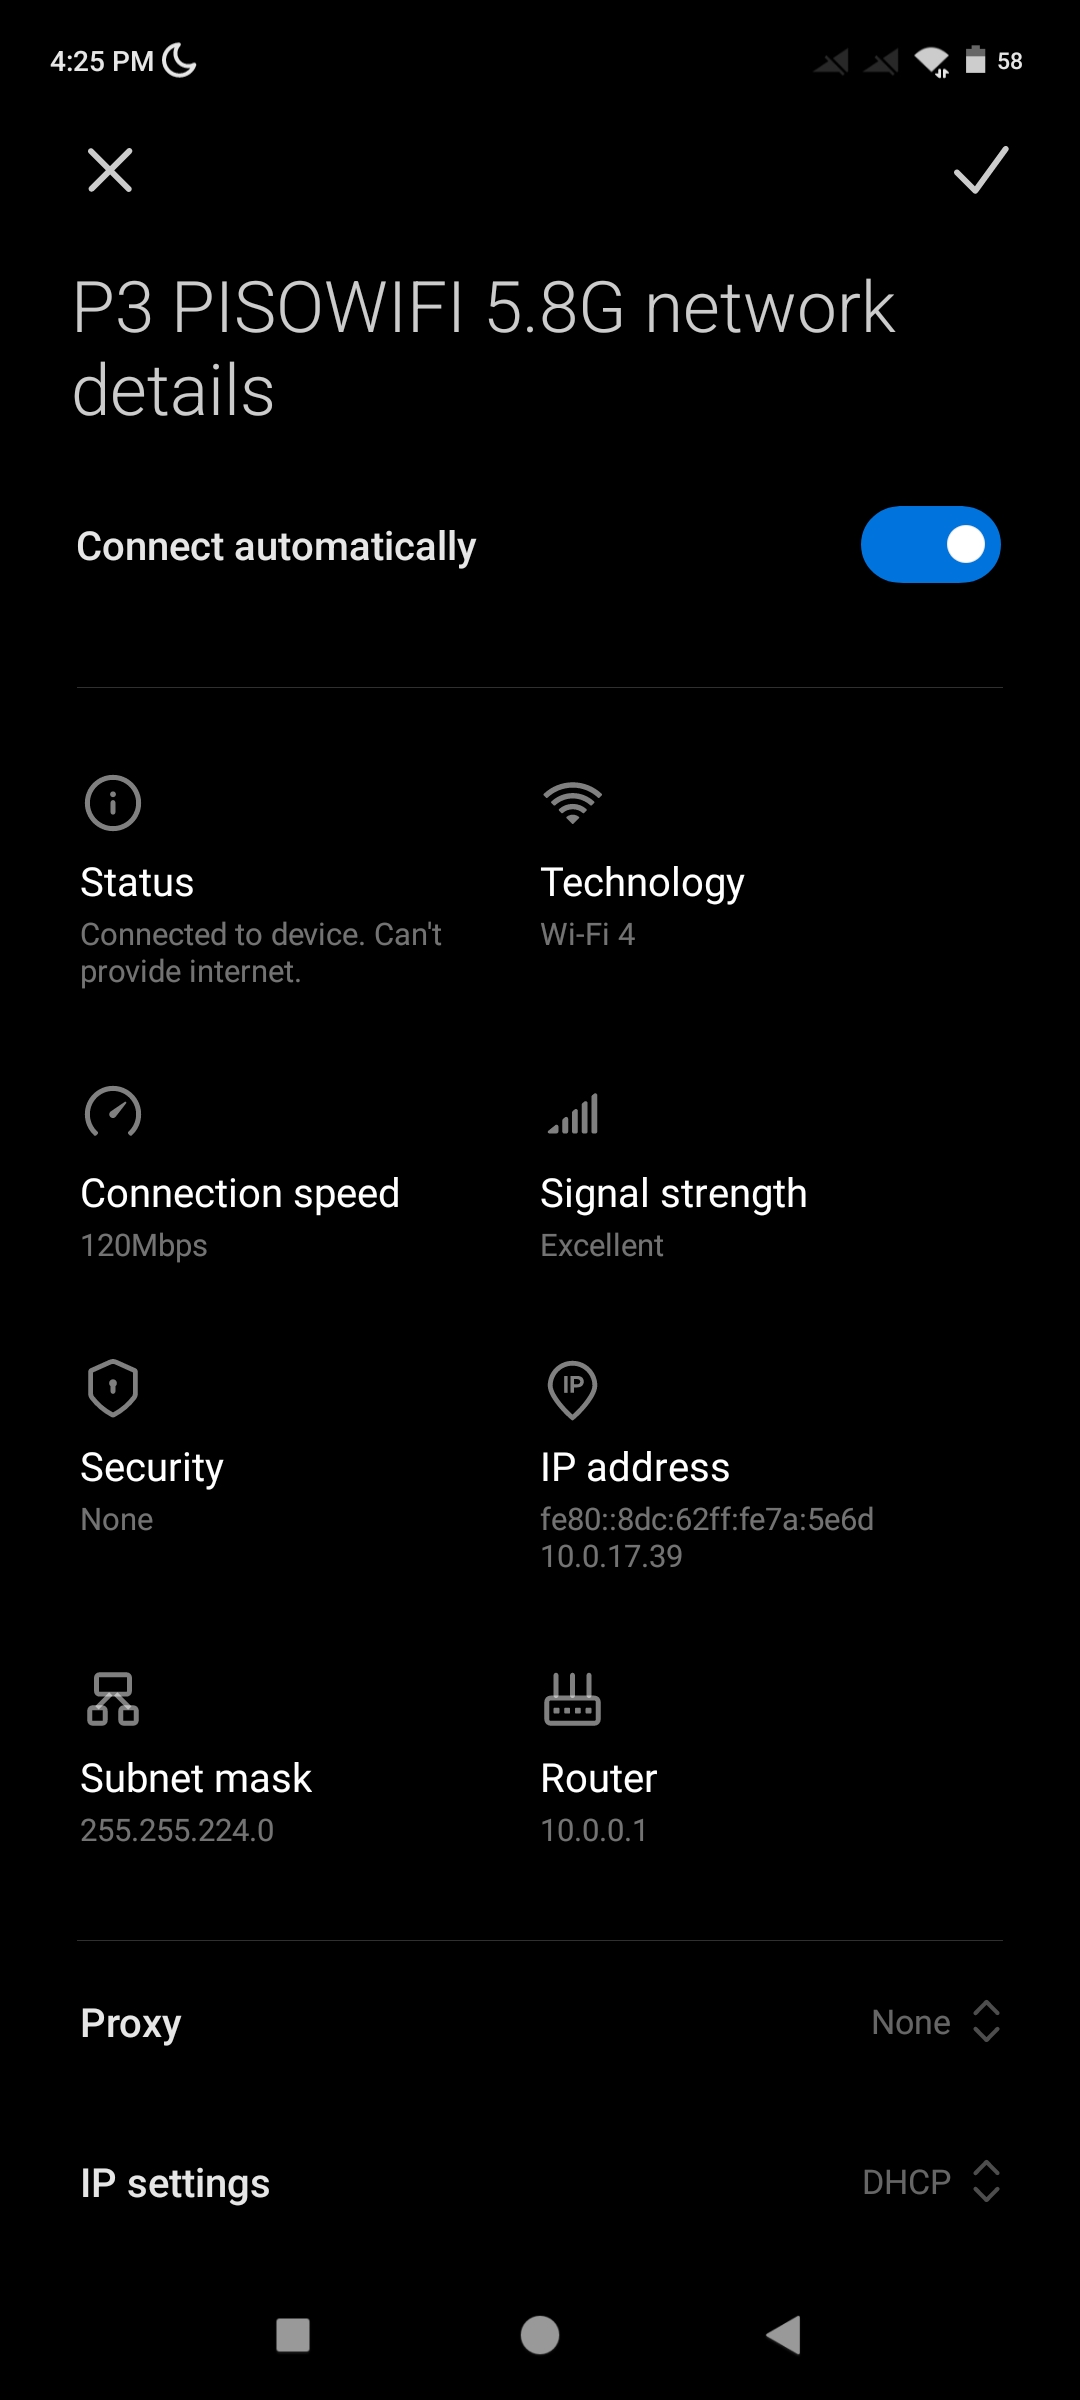 4:25 PM
58
P3 PISOWIFI 5.8G network
details
Connect automatically
Status
Connected to device. Can't
provide internet.
Technology
Wi-Fi 4
Connection speed
120Mbps
Signal strength
Excellent
Security
None
IP
IP address
fe80::8dc:62ff:fe7a:5e6d
10.0.17.39
Subnet mask
255.255.224.0
Router
10.0.0.1
Proxy
None
IP settings
DHCP